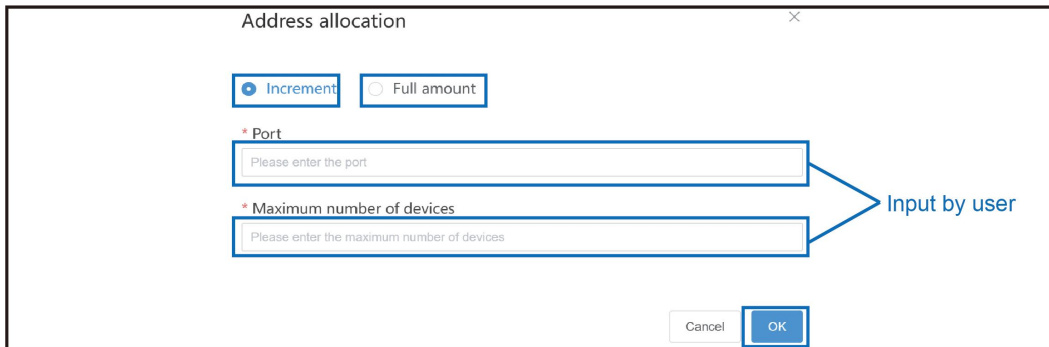 Address allocation
Increment
Full amount
* Port
Please enter the port
Input by user
* Maximum number of devices
Please enter the maximum number of devices
Cancel
OK